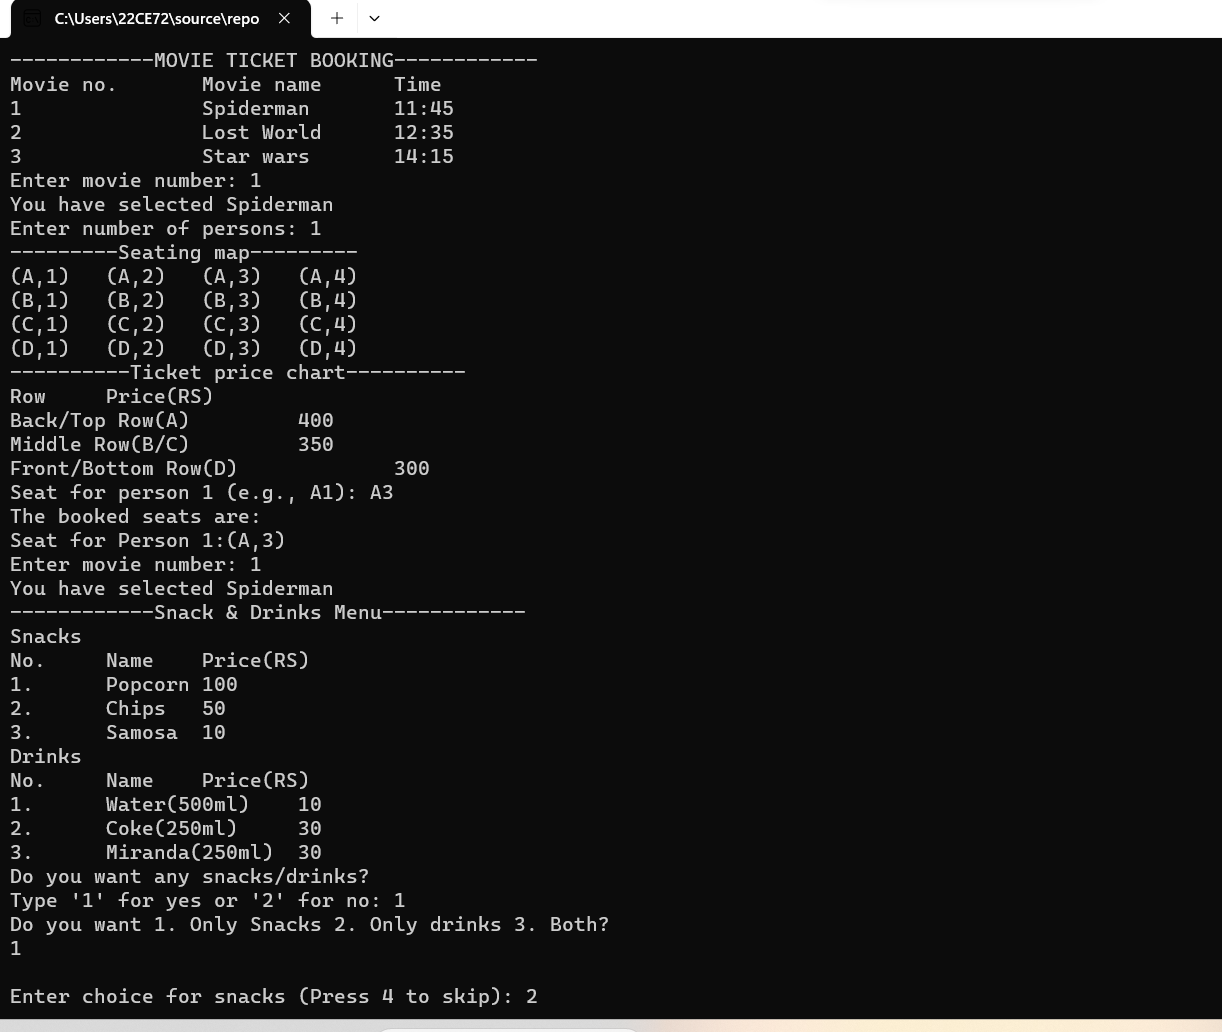 C:\Users\22CE72\source\repo
------------MOVIE TICKET BOOKING------------
Movie no. Movie name Time
1 Spiderman 11:45
2 Lost World 12:35
3 Star wars 14:15
Enter movie number: 1
You have selected Spiderman
Enter number of persons: 1
---------Seating map---------
(A,1) (A,2) (A,3) (A,4)
(B,1) (B,2) (B,3) (B,4)
(C,1) (C,2) (C,3) (C,4)
(D,1) (D,2) (D,3) (D,4)
----------Ticket price chart----------
Row Price(RS)
Back/Top Row(A) 400
Middle Row(B/C) 350
Front/Bottom Row(D) 300
Seat for person 1 (e.g., A1): A3
The booked seats are:
Seat for Person 1:(A,3)
Enter movie number: 1
You have selected Spiderman
------------Snack & Drinks Menu------------
Snacks
No. Name Price(RS)
1. Popcorn 100
2. Chips 50
3. Samosa 10
Drinks
No. Name Price(RS)
1. Water(500ml) 10
2. Coke(250ml) 30
3. Miranda(250ml) 30
Do you want any snacks/drinks?
Type '1' for yes or '2' for no: 1
Do you want 1. Only Snacks 2. Only drinks 3. Both?
1
Enter choice for snacks (Press 4 to skip): 2